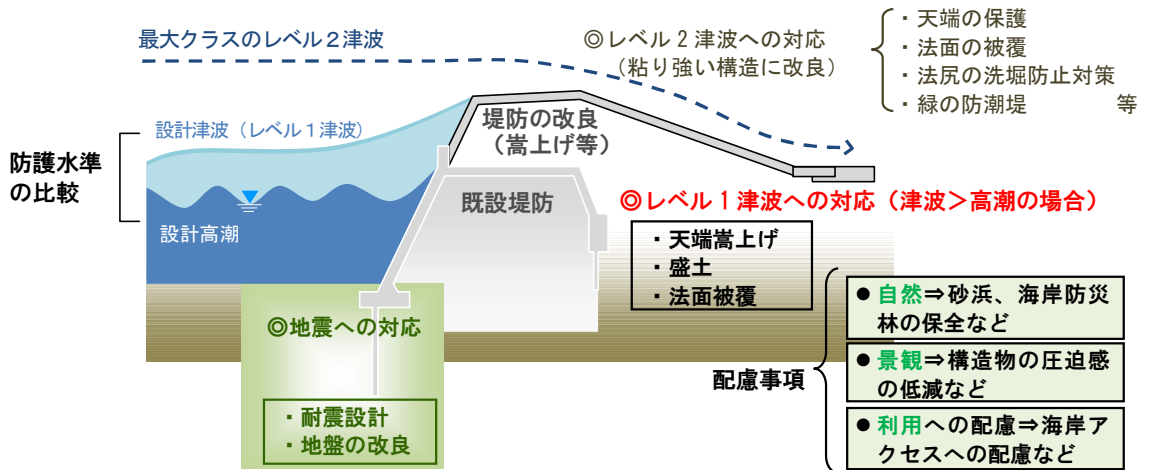 最大クラスのレベル２津波
◎レベル２津波への対応
（粘り強い構造に改良）
・天端の保護
・法面の被覆
・法尻の洗堀防止対策
・緑の防潮堤　　　等
設計津波（レベル１津波）
防護水準
の比較
設計高潮
堤防の改良
（嵩上げ等）
既設堤防
◎レベル１津波への対応（津波＞高潮の場合）
・天端嵩上げ
・盛土
・法面被覆
◎地震への対応
・耐震設計
・地盤の改良
配慮事項
●自然⇒砂浜、海岸防災
林の保全など
●景観⇒構造物の圧迫感
の低減など
●利用への配慮⇒海岸ア
クセスへの配慮など